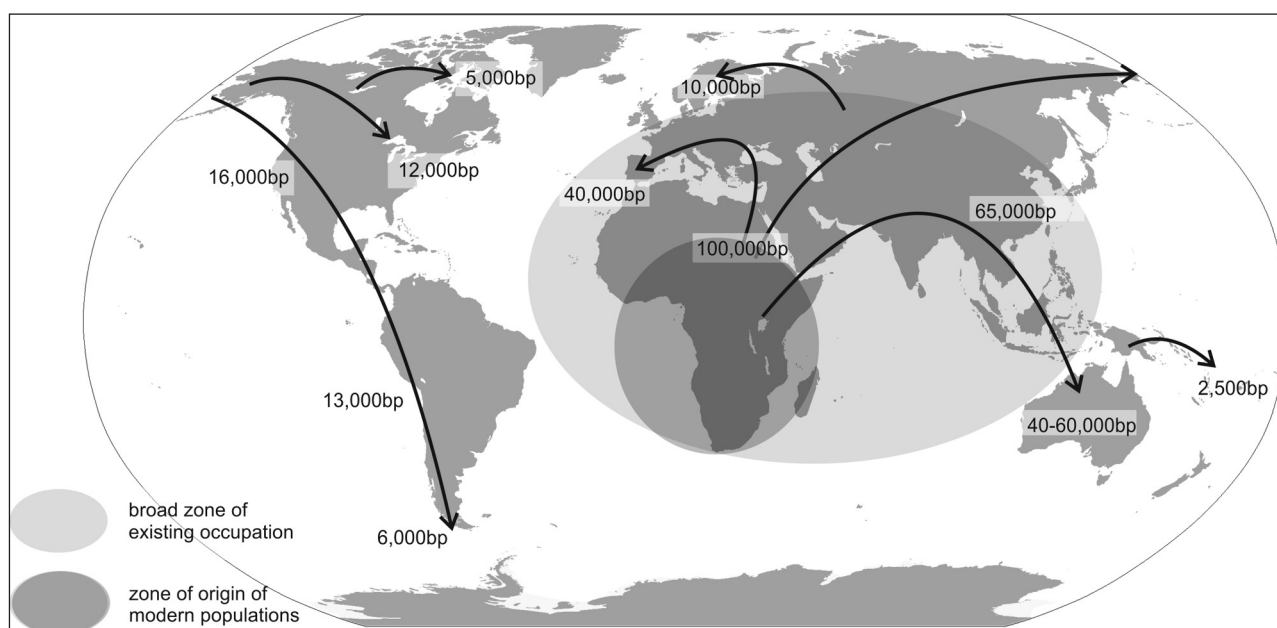 5,000bp
10,000bp
16,000bp
12,000bp
40,000bp
65,000bp
100,000bp
13,000bp
2,500bp
40-60,000bp
6,000bp
broad zone of
existing occupation
zone of origin of
modern populations